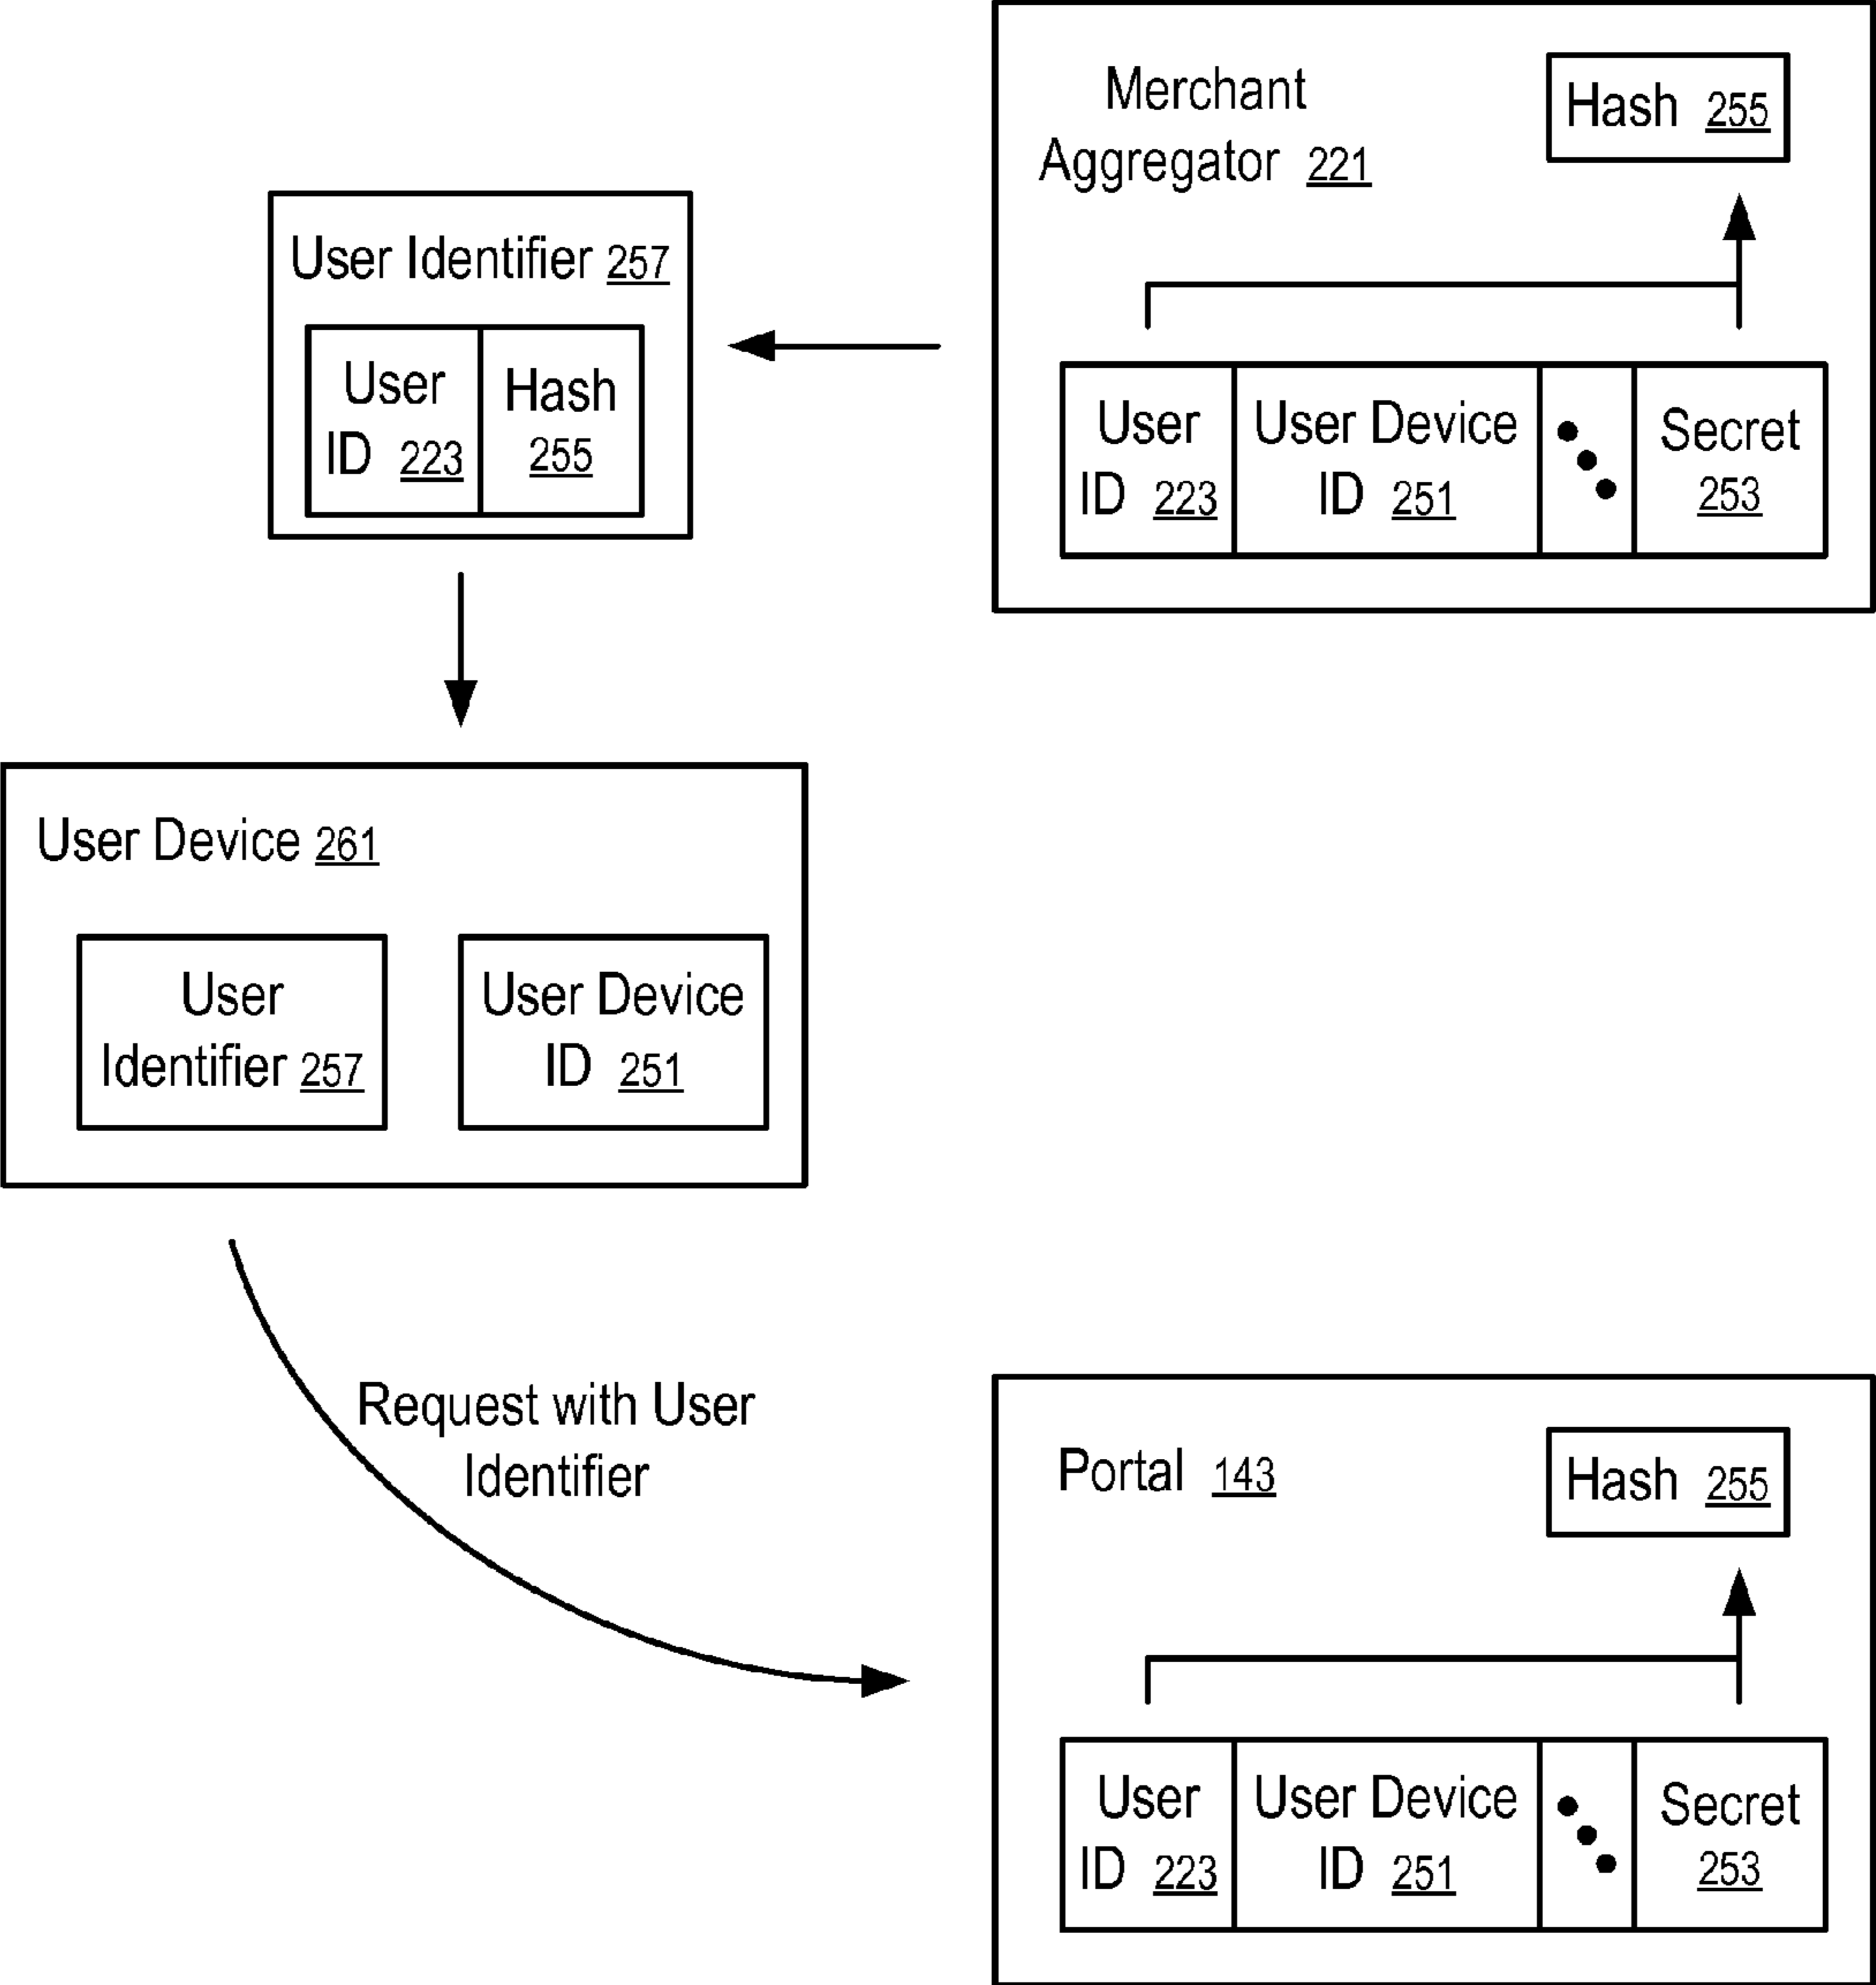 Merchant
Aggregator 221
Hash 255
User Identifier 257
User
ID 223
Hash
255
User
ID 223
User Device
ID 251
Secret
253
User Device 261
User
Identifier 257
User Device
ID 251
Request with User
Identifier
Portal 143
Hash 255
User
ID 223
User Device
ID 251
Secret
253